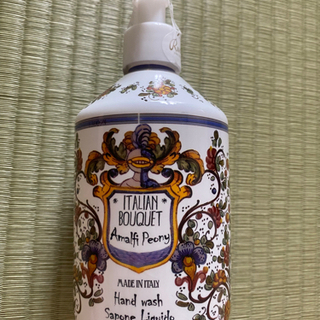 ITALIAN
BOUQUET
Amalfi Peony
MADE IN ITALY
Hand wash
Sapone Liquido